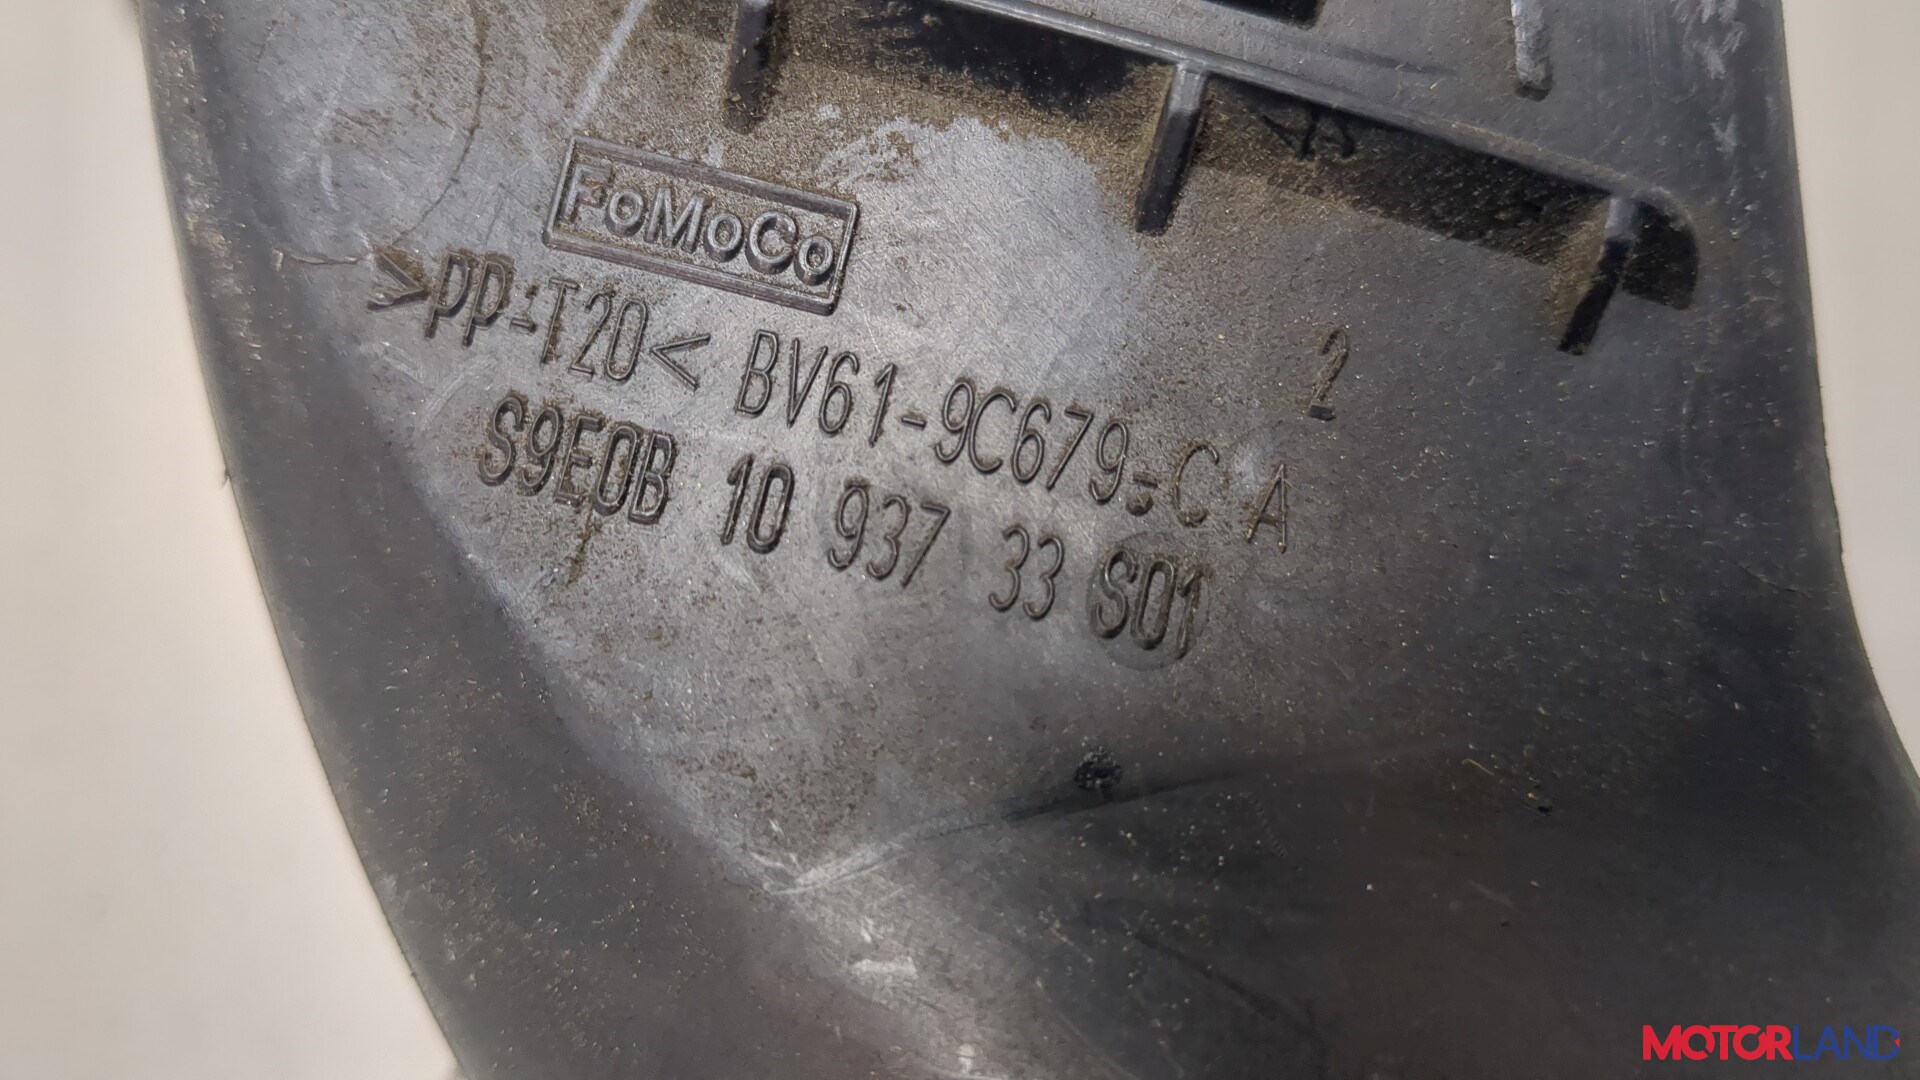 FoMoCo
>PP-T20< BV61-9C679-C A 2
S9E0B 10 937 33 S01
MOTORLAND